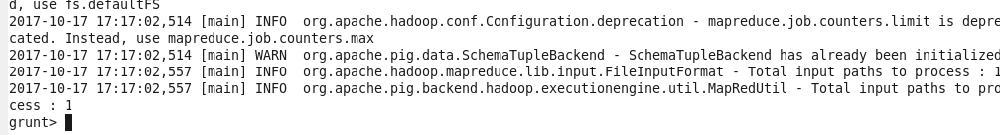 d, use fs.defaultFS
2017-10-17 17:17:02,514 [main] INFO  org.apache.hadoop.conf.Configuration.deprecation - mapreduce.job.counters.limit is depre
cated. Instead, use mapreduce.job.counters.max
2017-10-17 17:17:02,514 [main] WARN  org.apache.pig.data.SchemaTupleBackend - SchemaTupleBackend has already been initialized
2017-10-17 17:17:02,557 [main] INFO  org.apache.hadoop.mapreduce.lib.input.FileInputFormat - Total input paths to process : 1
2017-10-17 17:17:02,557 [main] INFO  org.apache.pig.backend.hadoop.executionengine.util.MapRedUtil - Total input paths to pro
cess : 1
grunt>